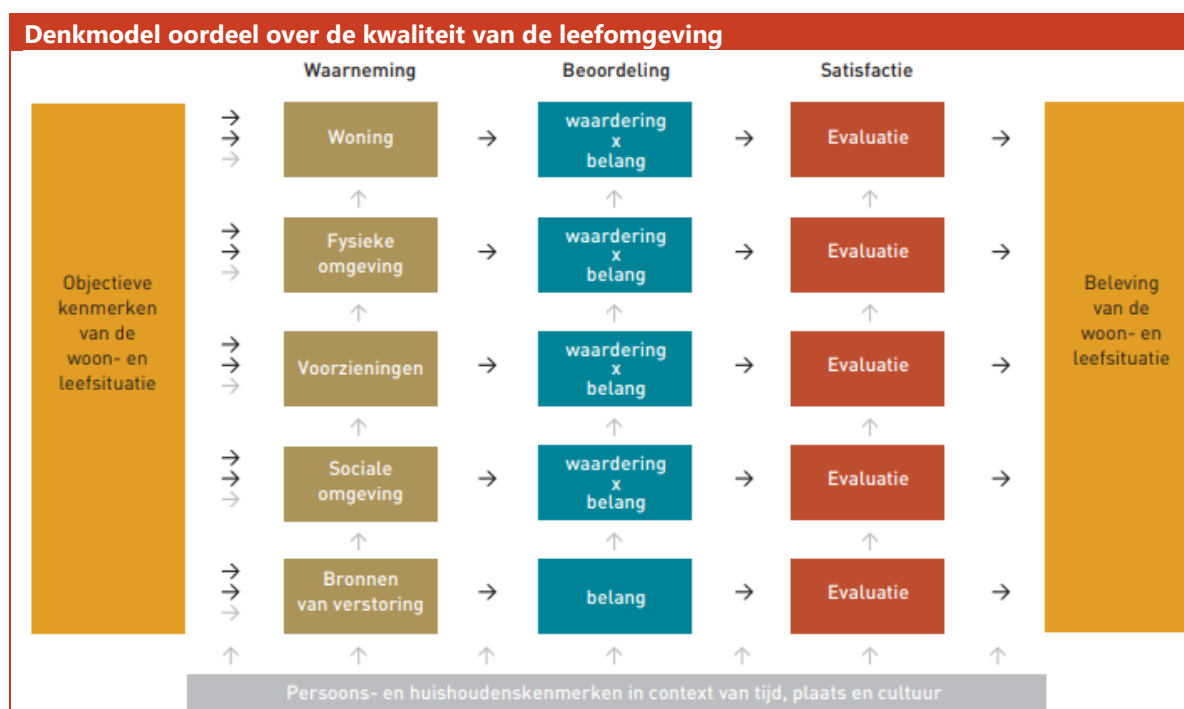 Denkmodel oordeel over de kwaliteit van de leefomgeving
Waarneming
Beoordeling
Satisfactie
Objectieve
kenmerken
van de
woon- en
leefsituatie
Woning
waardering
x
belang
Evaluatie
Fysieke
omgeving
waardering
x
belang
Evaluatie
Voorzieningen
waardering
x
belang
Evaluatie
Sociale
omgeving
waardering
x
belang
Evaluatie
Bronnen
van verstoring
belang
Evaluatie
Beleving
van de
woon- en
leefsituatie
Persoons- en huishoudenskenmerken in context van tijd, plaats en cultuur